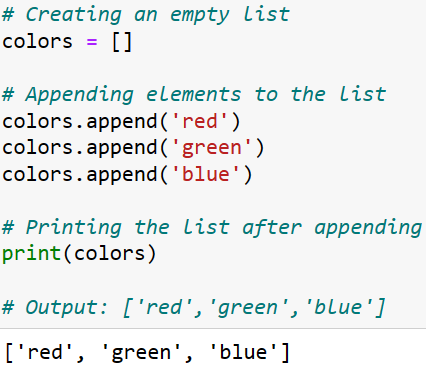 # Creating an empty list
colors = []
# Appending elements to the list
colors.append('red')
colors.append('green')
colors.append('blue')
# Printing the list after appending
print(colors)
# Output: ['red','green','blue']
['red', 'green', 'blue']